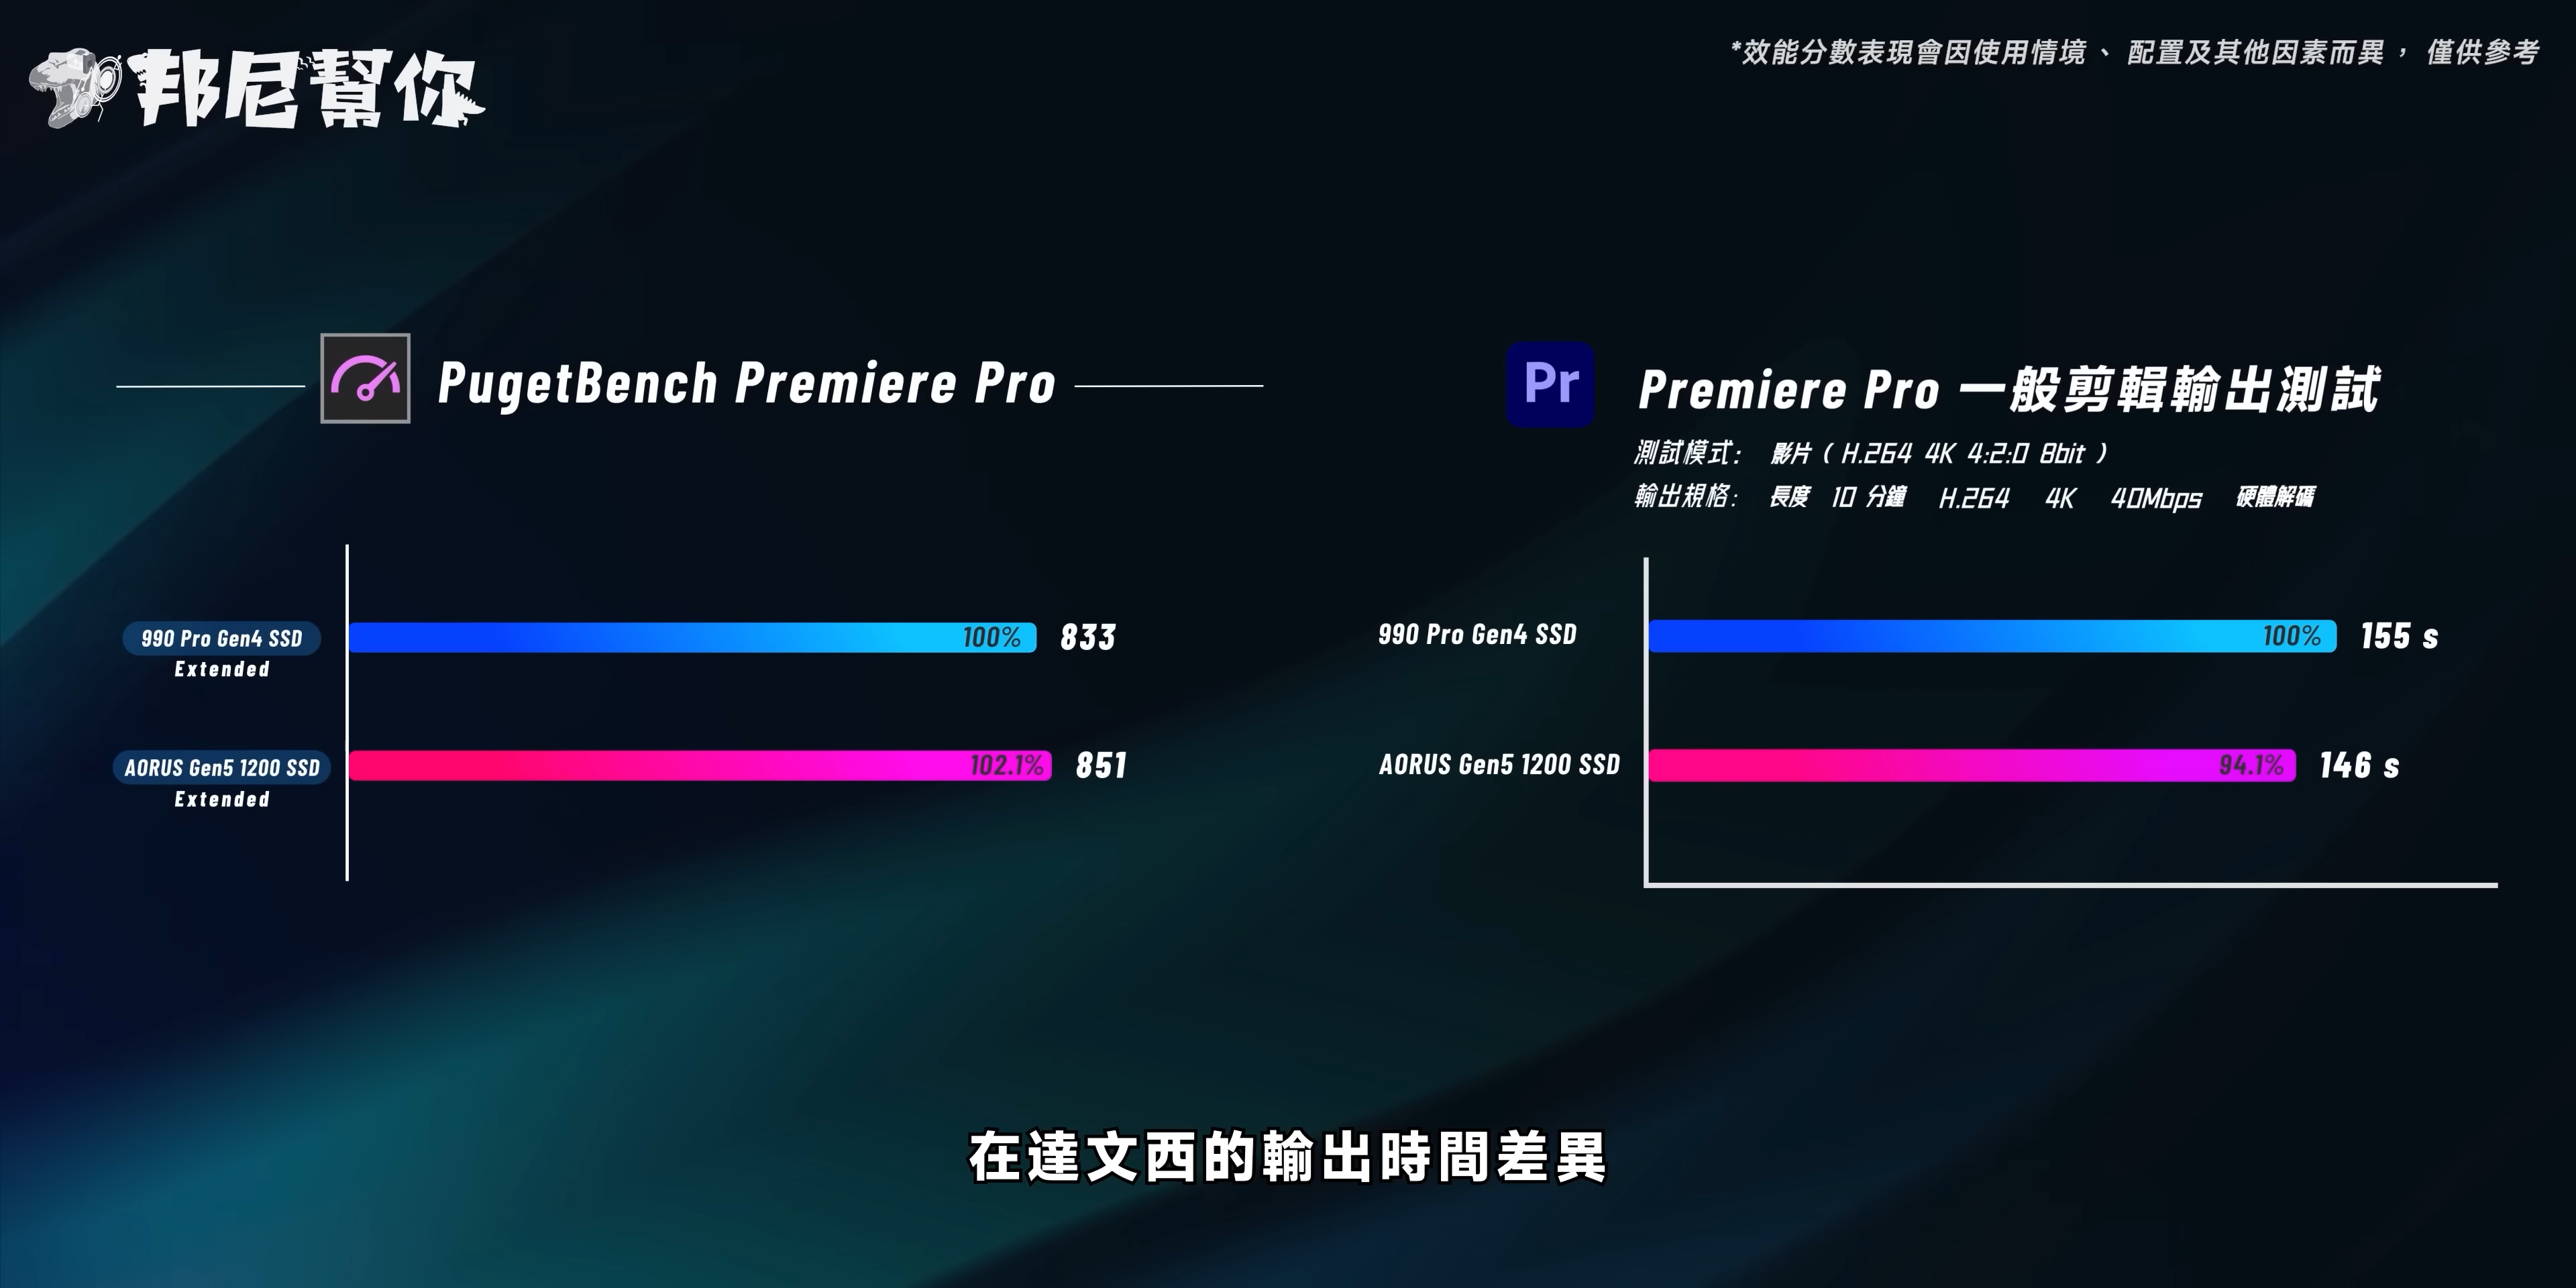 邦尼幫你
*效能分數表現會因使用情境、配置及其他因素而異，僅供參考
PugetBench Premiere Pro
990 Pro Gen4 SSD
Extended
100%
833
AORUS Gen5 1200 SSD
Extended
102.1%
851
Pr
Premiere Pro 一般剪輯輸出測試
測試模式： 影片（ H.264 4K 4:2:0 8bit ）
輸出規格： 長度 10 分鐘 H.264 4K 40Mbps 硬體解碼
990 Pro Gen4 SSD
100%
155 s
AORUS Gen5 1200 SSD
94.1%
146 s
在達文西的輸出時間差異